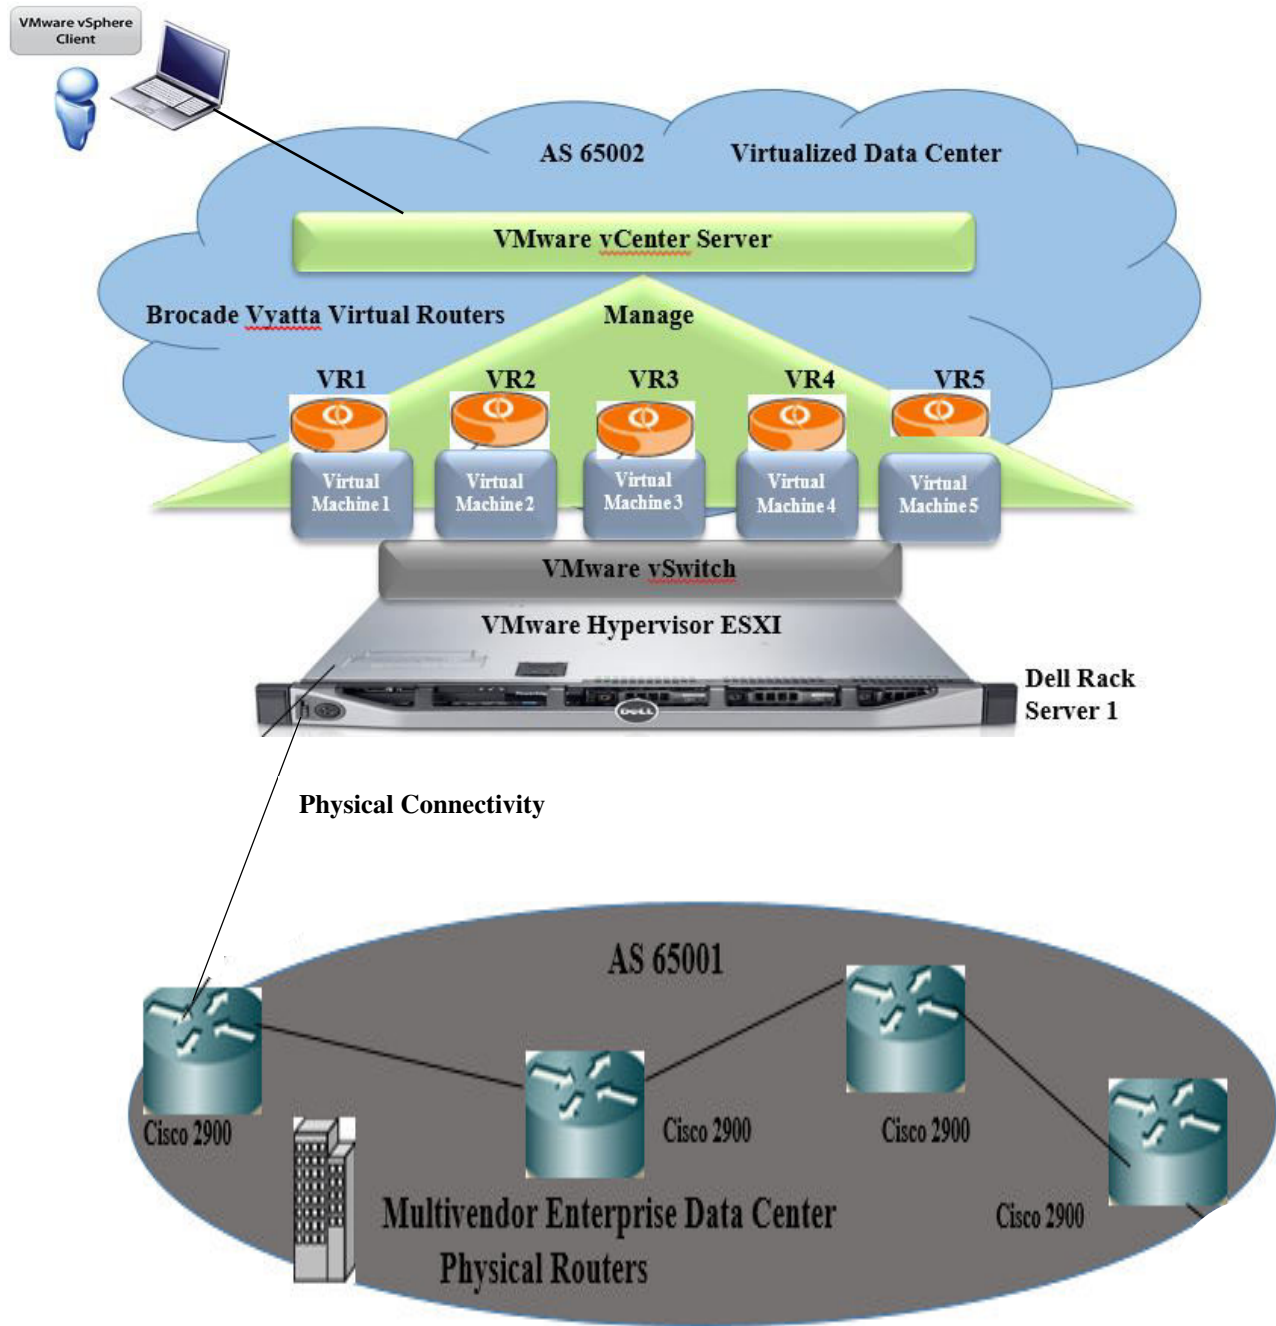 VMware vSphere
Client
AS 65002
Virtualized Data Center
VMware vCenter Server
Brocade Vyatta Virtual Routers
Manage
VR1
VR2
VR3
VR4
VR5
Virtual
Machine 1
Virtual
Machine 2
Virtual
Machine 3
Virtual
Machine 4
Virtual
Machine 5
VMware vSwitch
VMware Hypervisor ESXI
DELL
Dell Rack
Server 1
Physical Connectivity
AS 65001
Cisco 2900
Cisco 2900
Cisco 2900
Cisco 2900
Multivendor Enterprise Data Center
Physical Routers